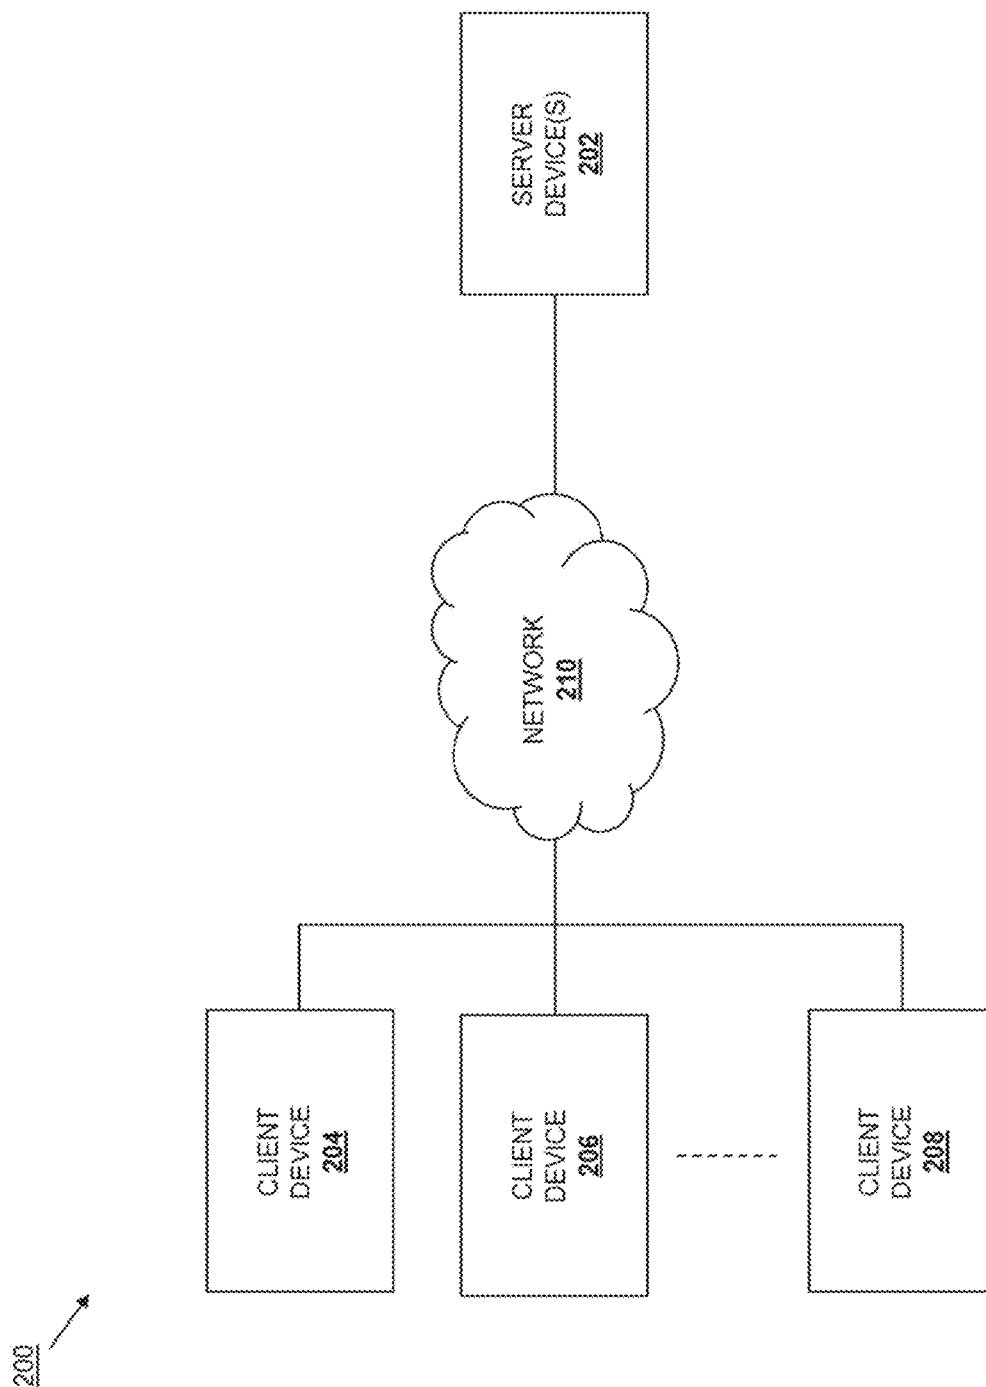 200
CLIENT
DEVICE
204
CLIENT
DEVICE
206
CLIENT
DEVICE
208
NETWORK
210
SERVER
DEVICE(S)
202